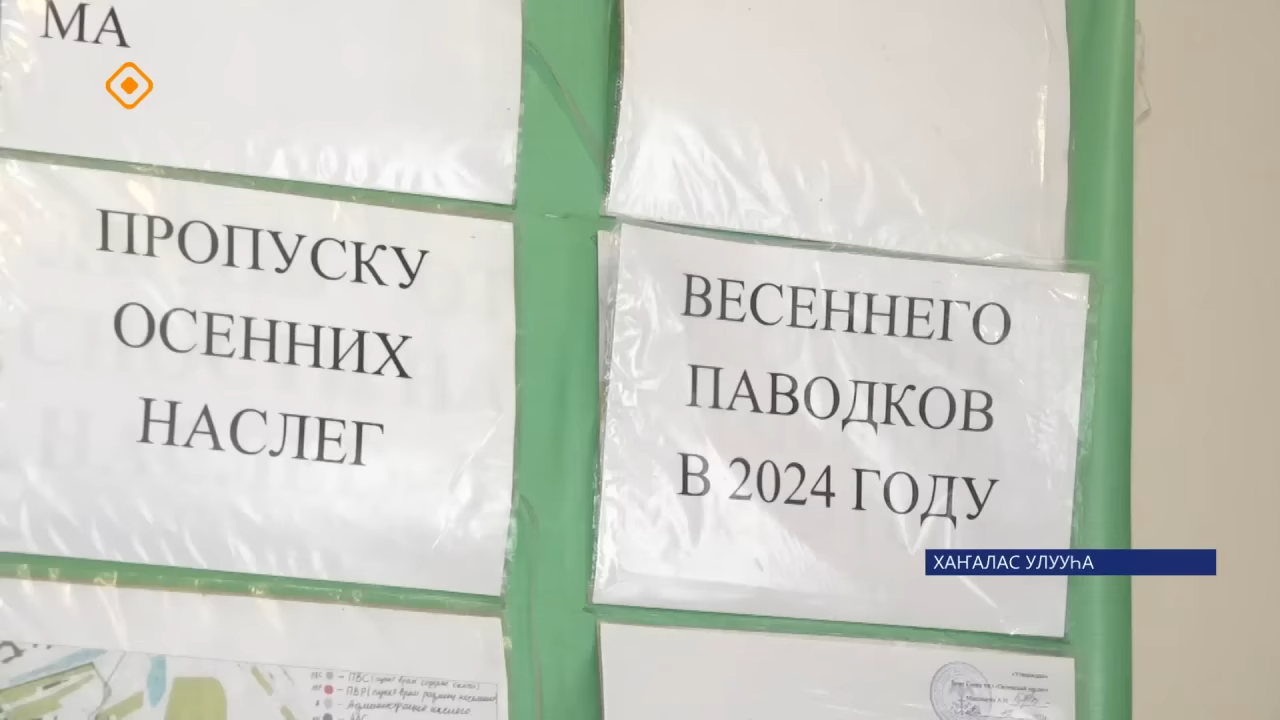 МА
ПРОПУСКУ
ОСЕННИХ
НАСЛЕГ
ВЕСЕННЕГО
ПАВОДКОВ
В 2024 ГОДУ
ХАҤАЛАС УЛУУҺА